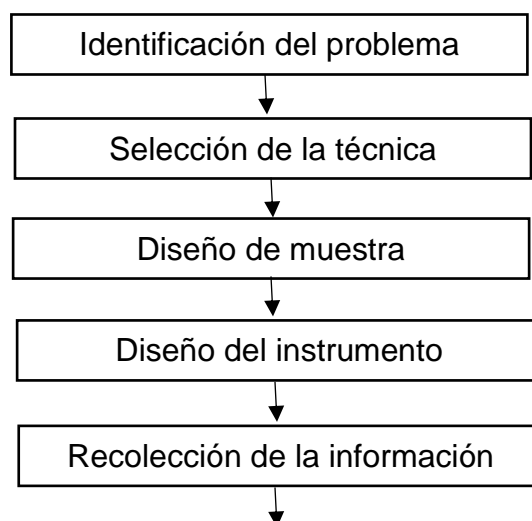 Identificación del problema
Selección de la técnica
Diseño de muestra
Diseño del instrumento
Recolección de la información